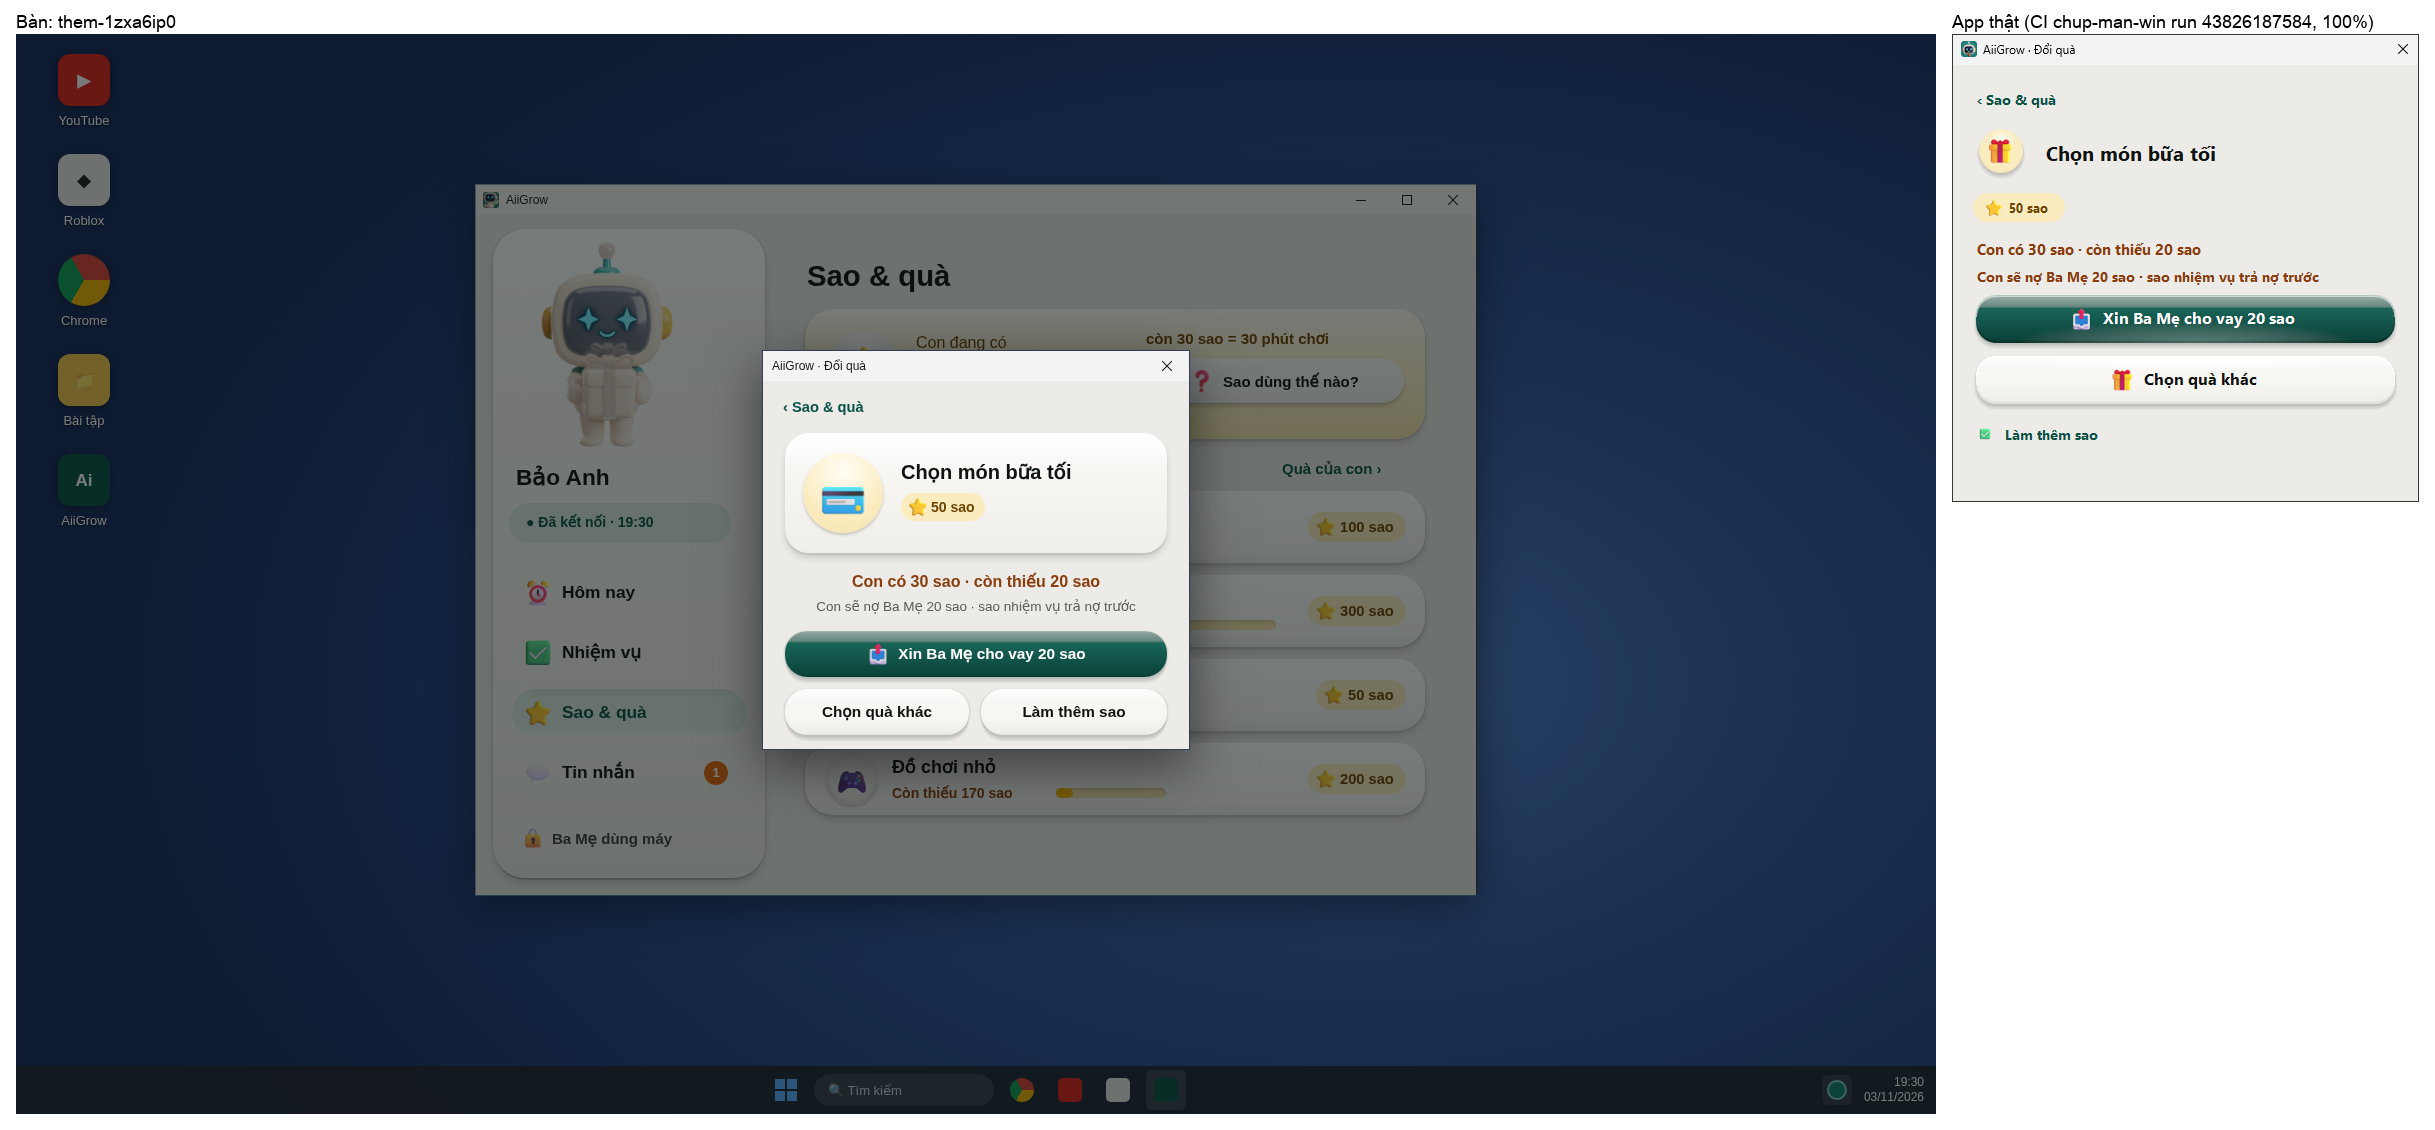 Bàn: them-1zxa6ip0
YouTube
Roblox
Chrome
Bài tập
Ai
AiiGrow
AiiGrow
Bảo Anh
● Đã kết nối · 19:30
Hôm nay
Nhiệm vụ
Sao & quà
Tin nhắn
1
Ba Mẹ dùng máy
Sao & quà
Con đang có
còn 30 sao = 30 phút chơi
Sao dùng thế nào?
Quà của con ›
100 sao
300 sao
50 sao
Đồ chơi nhỏ
Còn thiếu 170 sao
200 sao
AiiGrow · Đổi quà
‹ Sao & quà
Chọn món bữa tối
50 sao
Con có 30 sao · còn thiếu 20 sao
Con sẽ nợ Ba Mẹ 20 sao · sao nhiệm vụ trả nợ trước
Xin Ba Mẹ cho vay 20 sao
Chọn quà khác
Làm thêm sao
Tìm kiếm
19:30
03/11/2026
App thật (CI chup-man-win run 43826187584, 100%)
AiiGrow · Đổi quà
‹ Sao & quà
Chọn món bữa tối
50 sao
Con có 30 sao · còn thiếu 20 sao
Con sẽ nợ Ba Mẹ 20 sao · sao nhiệm vụ trả nợ trước
Xin Ba Mẹ cho vay 20 sao
Chọn quà khác
Làm thêm sao